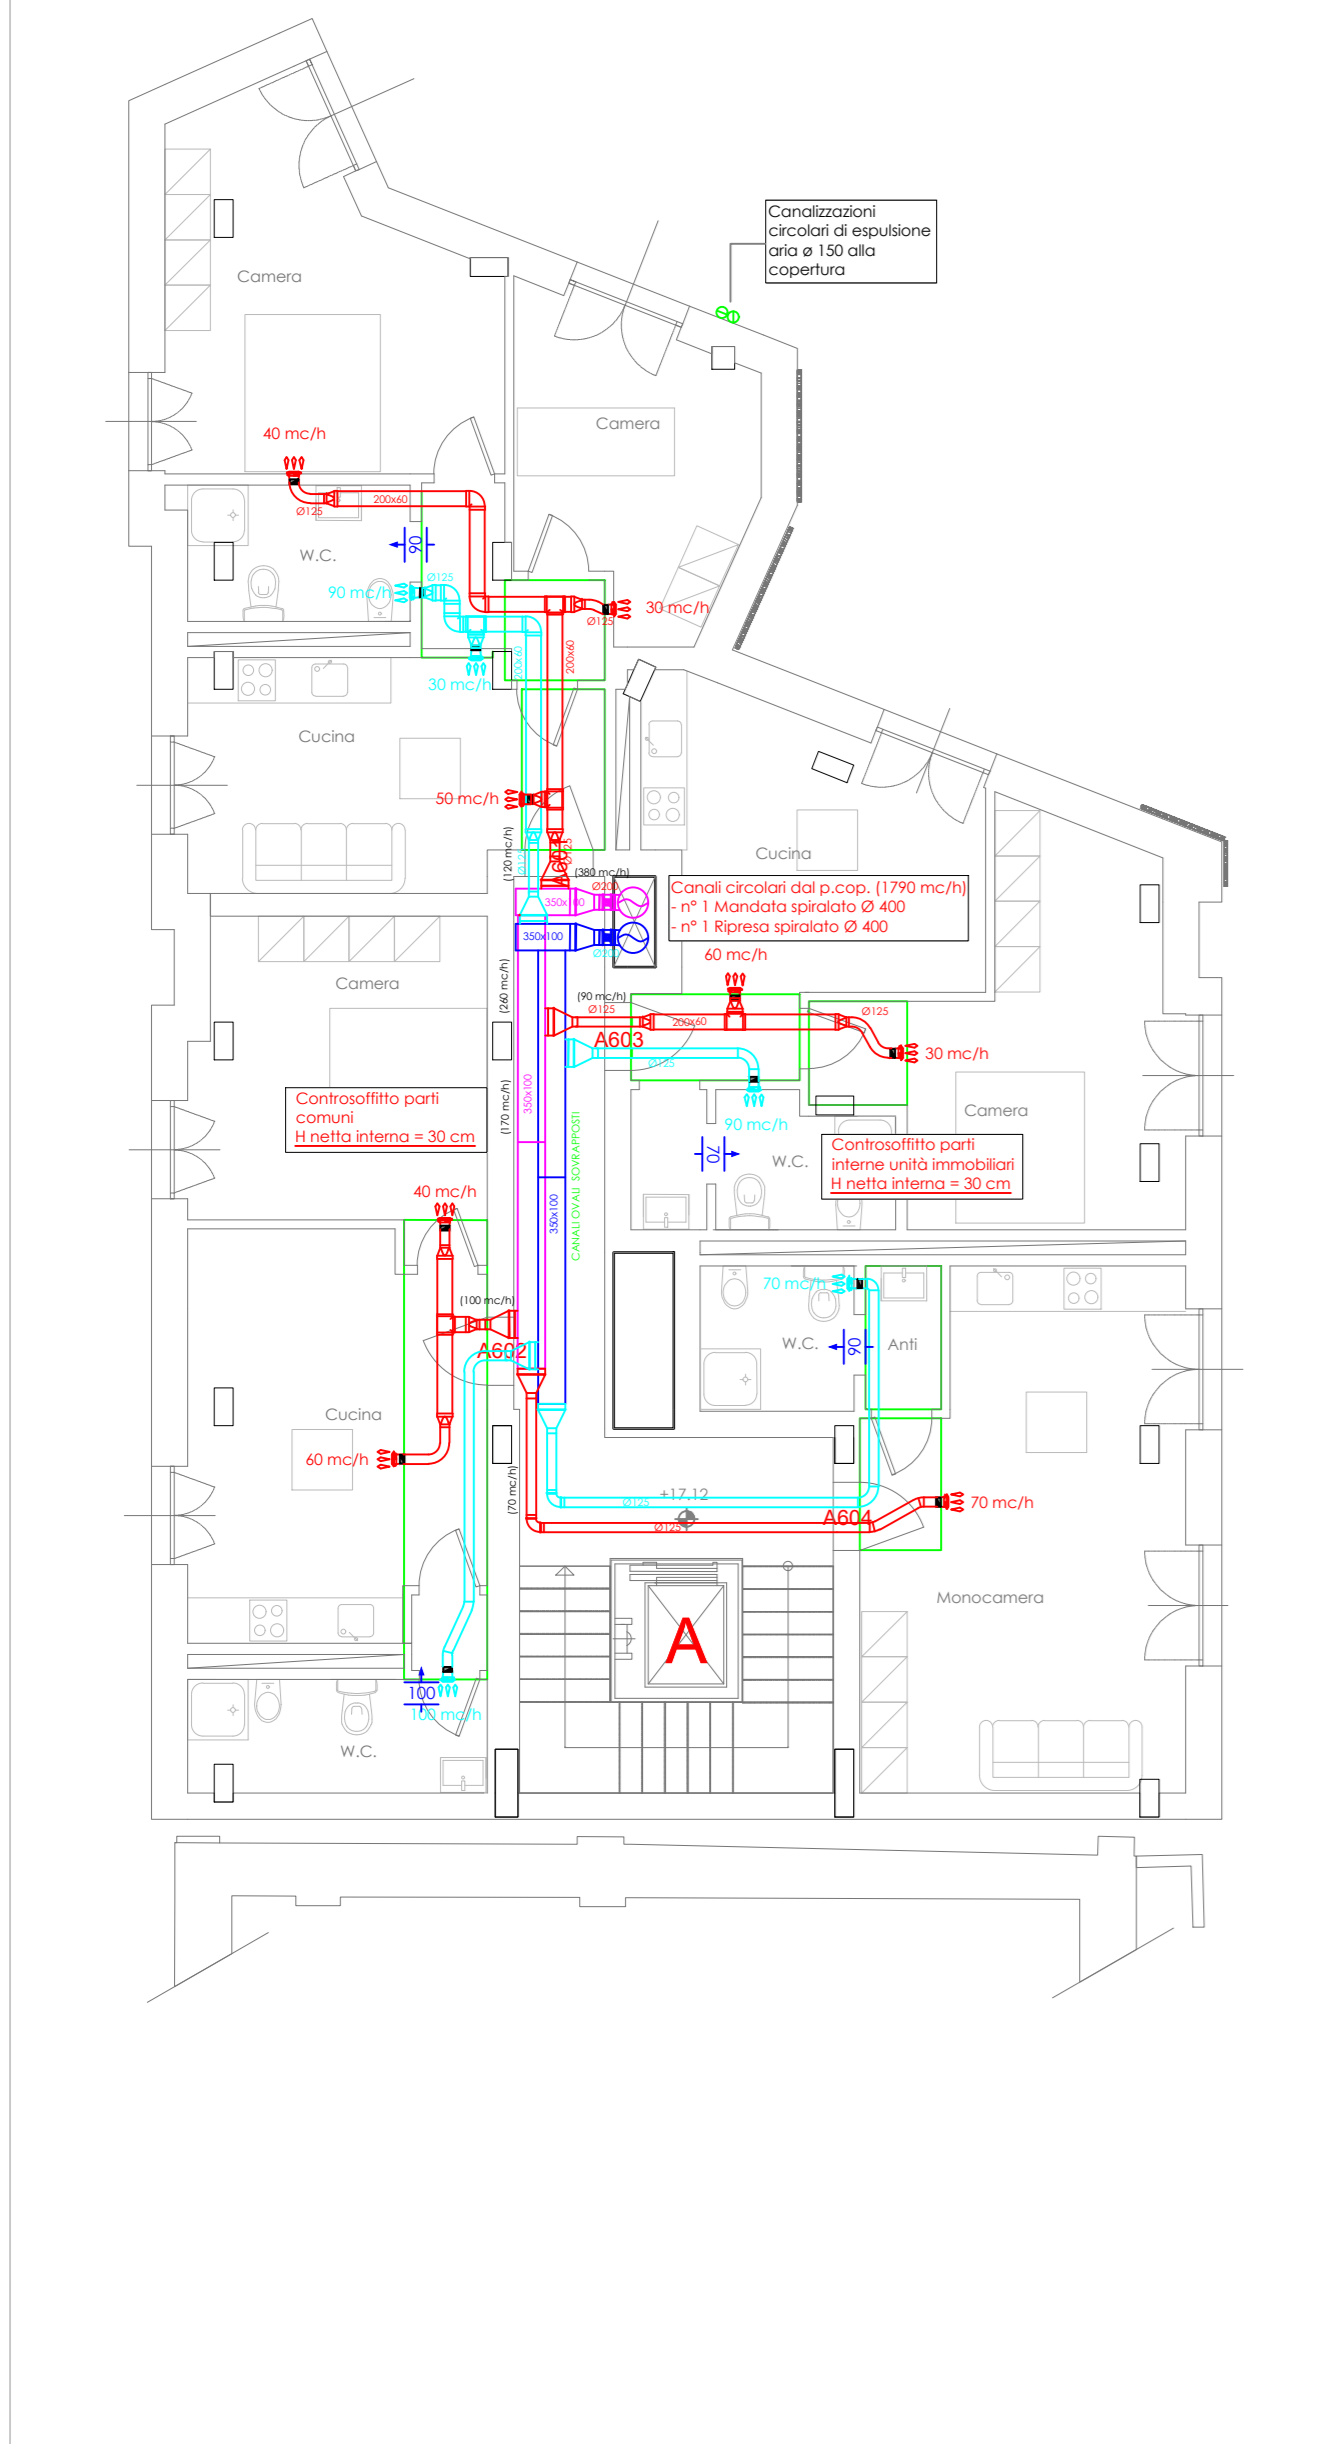 Canalizzazioni
circolari di espulsione
aria ø 150 alla
copertura
Camera
Camera
40 mc/h
200x60
Ø125
W.C.
90
90 mc/h
Ø125
30 mc/h
Ø125
200x60
200x60
30 mc/h
Cucina
50 mc/h
(120 mc/h)
Ø125
A601
Ø125
(380 mc/h)
Ø200
350x100
350x100
Ø200
Cucina
Canali circolari dal p.cop. (1790 mc/h)
- n° 1 Mandata spiralato Ø 400
- n° 1 Ripresa spiralato Ø 400
60 mc/h
Camera
(260 mc/h)
(90 mc/h)
Ø125
200x60
Ø125
A603
Ø125
30 mc/h
350x100
(170 mc/h)
Controsoffitto parti
comuni
H netta interna = 30 cm
CANALI OVALI SOVRAPPOSTI
90 mc/h
Camera
70
W.C.
Controsoffitto parti
interne unità immobiliari
H netta interna = 30 cm
40 mc/h
350x100
70 mc/h
(100 mc/h)
A602
W.C.
90
Anti
Cucina
60 mc/h
(70 mc/h)
+17.12
Ø125
Ø125
A604
70 mc/h
Monocamera
A
100
100 mc/h
W.C.